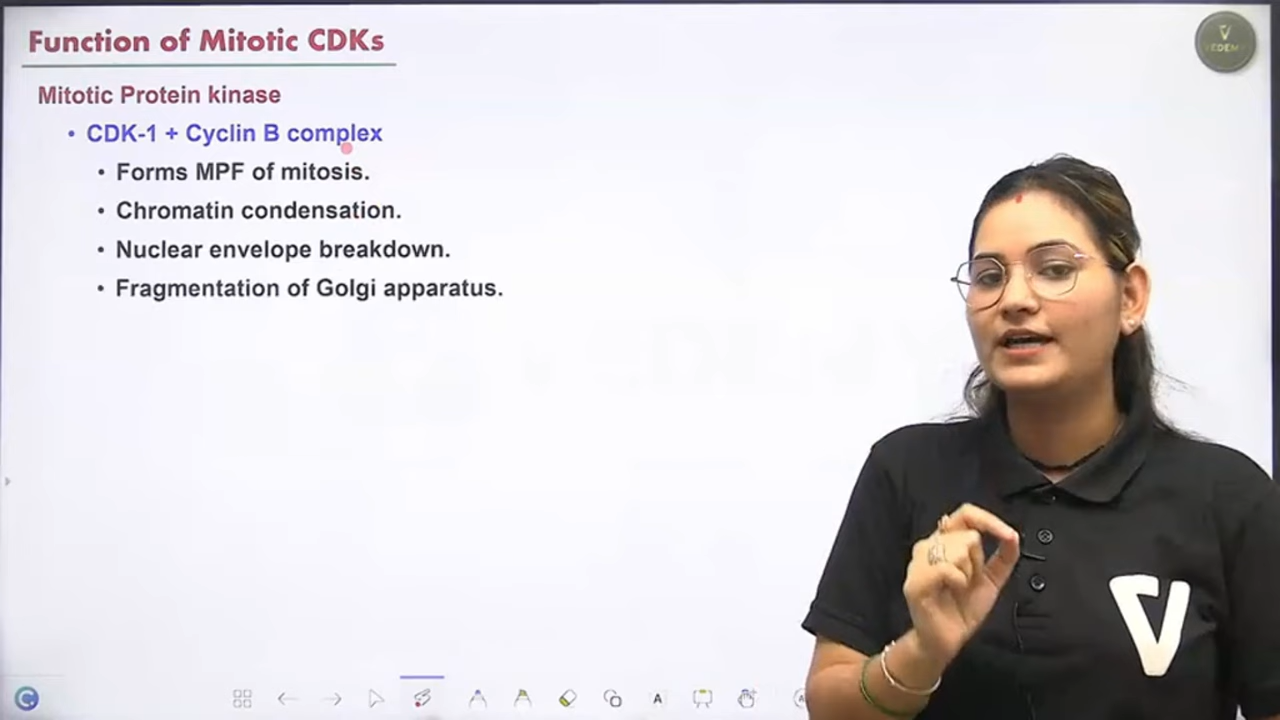 Function of Mitotic CDKs
VEDEMY
Mitotic Protein kinase
• CDK-1 + Cyclin B complex
• Forms MPF of mitosis.
• Chromatin condensation.
• Nuclear envelope breakdown.
• Fragmentation of Golgi apparatus.
A
V